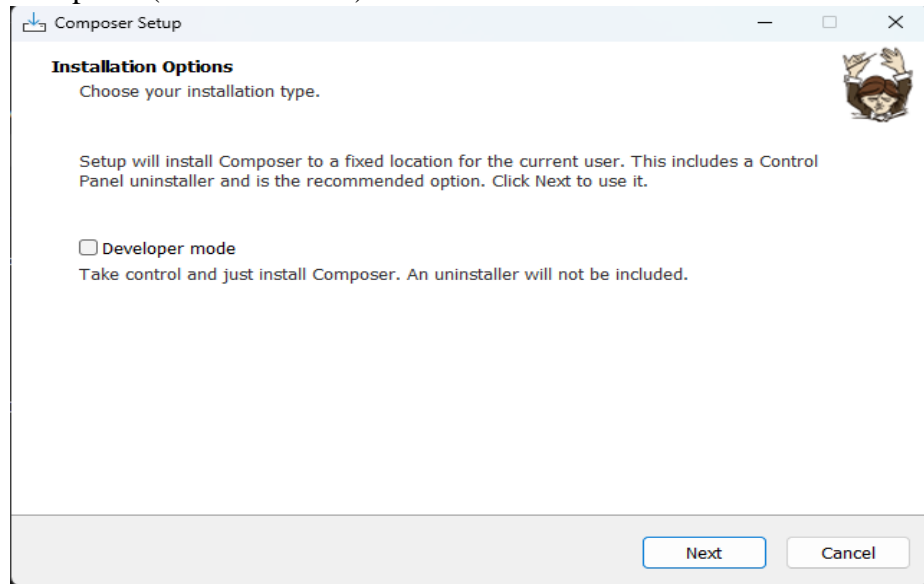 Composer Setup
Installation Options
Choose your installation type.
Setup will install Composer to a fixed location for the current user. This includes a Control
Panel uninstaller and is the recommended option. Click Next to use it.
Developer mode
Take control and just install Composer. An uninstaller will not be included.
Next
Cancel